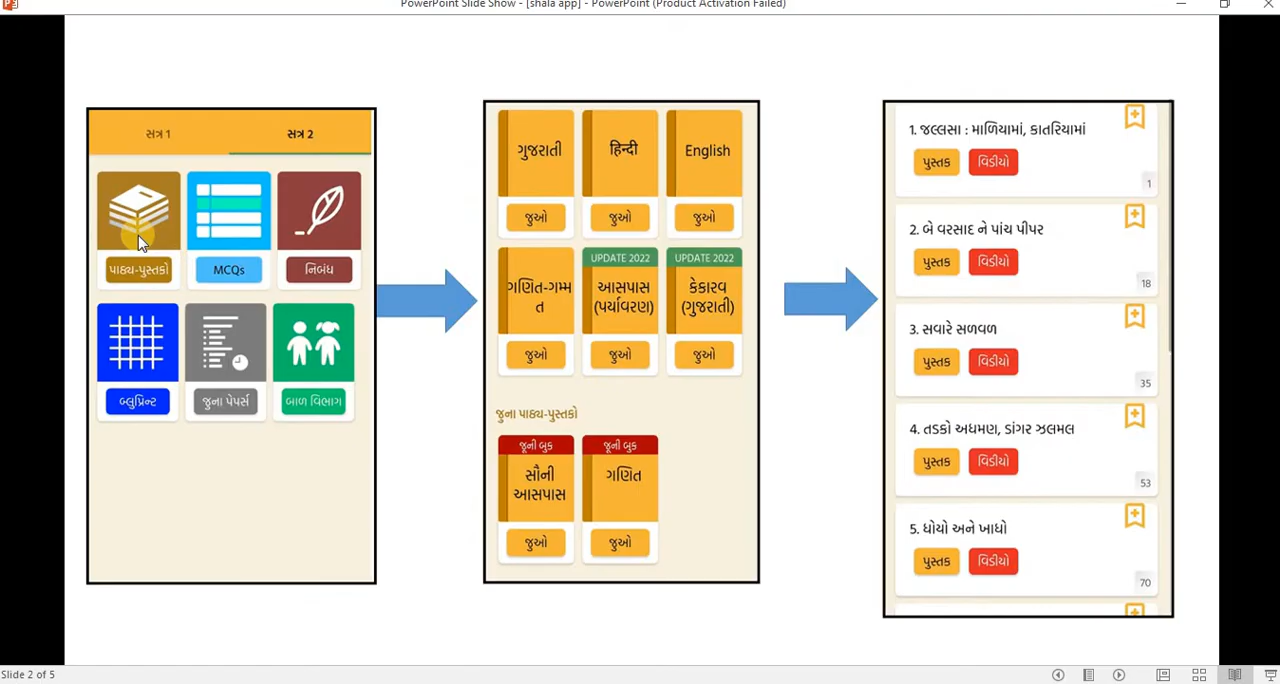 PowerPoint Slide Show - [shala app] - PowerPoint (Product Activation Failed)
સત્ર 1
સત્ર 2
પાઠ્ય-પુસ્તકો
MCQs
નિબંધ
બ્લુપ્રિન્ટ
જુના પેપર્સ
બાળ વિભાગ
ગુજરાતી
हिन्दी
English
જુઓ
જુઓ
જુઓ
ગણિત-ગમ્મ
ત
UPDATE 2022
આસપાસ
(પર્યાવરણ)
UPDATE 2022
કેકારવ
(ગુજરાતી)
જુઓ
જુઓ
જુઓ
જુના પાઠ્ય-પુસ્તકો
જૂની બુક
સૌની
આસપાસ
જૂની બુક
ગણિત
જુઓ
જુઓ
1. જલ્લસા : માળિયામાં, કાતરિયામાં
પુસ્તક વિડીયો
1
2. બે વરસાદ ને પાંચ પીપર
પુસ્તક વિડીયો
18
3. સવારે સળવળ
પુસ્તક વિડીયો
35
4. તડકો અધમણ, ડાંગર ઝલમલ
પુસ્તક વિડીયો
53
5. ધોયો અને ખાધો
પુસ્તક વિડીયો
70
Slide 2 of 5